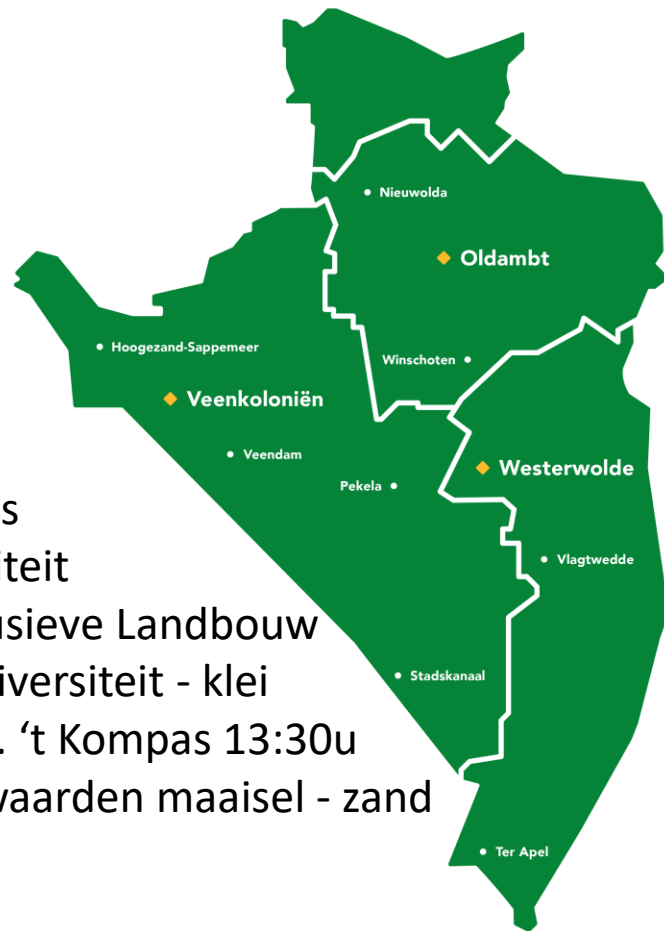 Nieuwolda
Oldambt
Hoogezand-Sappemeer
Winschoten
Veenkoloniën
Veendam
Westerwolde
Pekela
s
iteit
usieve Landbouw
Vlagtwedde
iversiteit - klei
Stadskanaal
. ‘t Kompas 13:30u
waarden maaisel - zand
Ter Apel